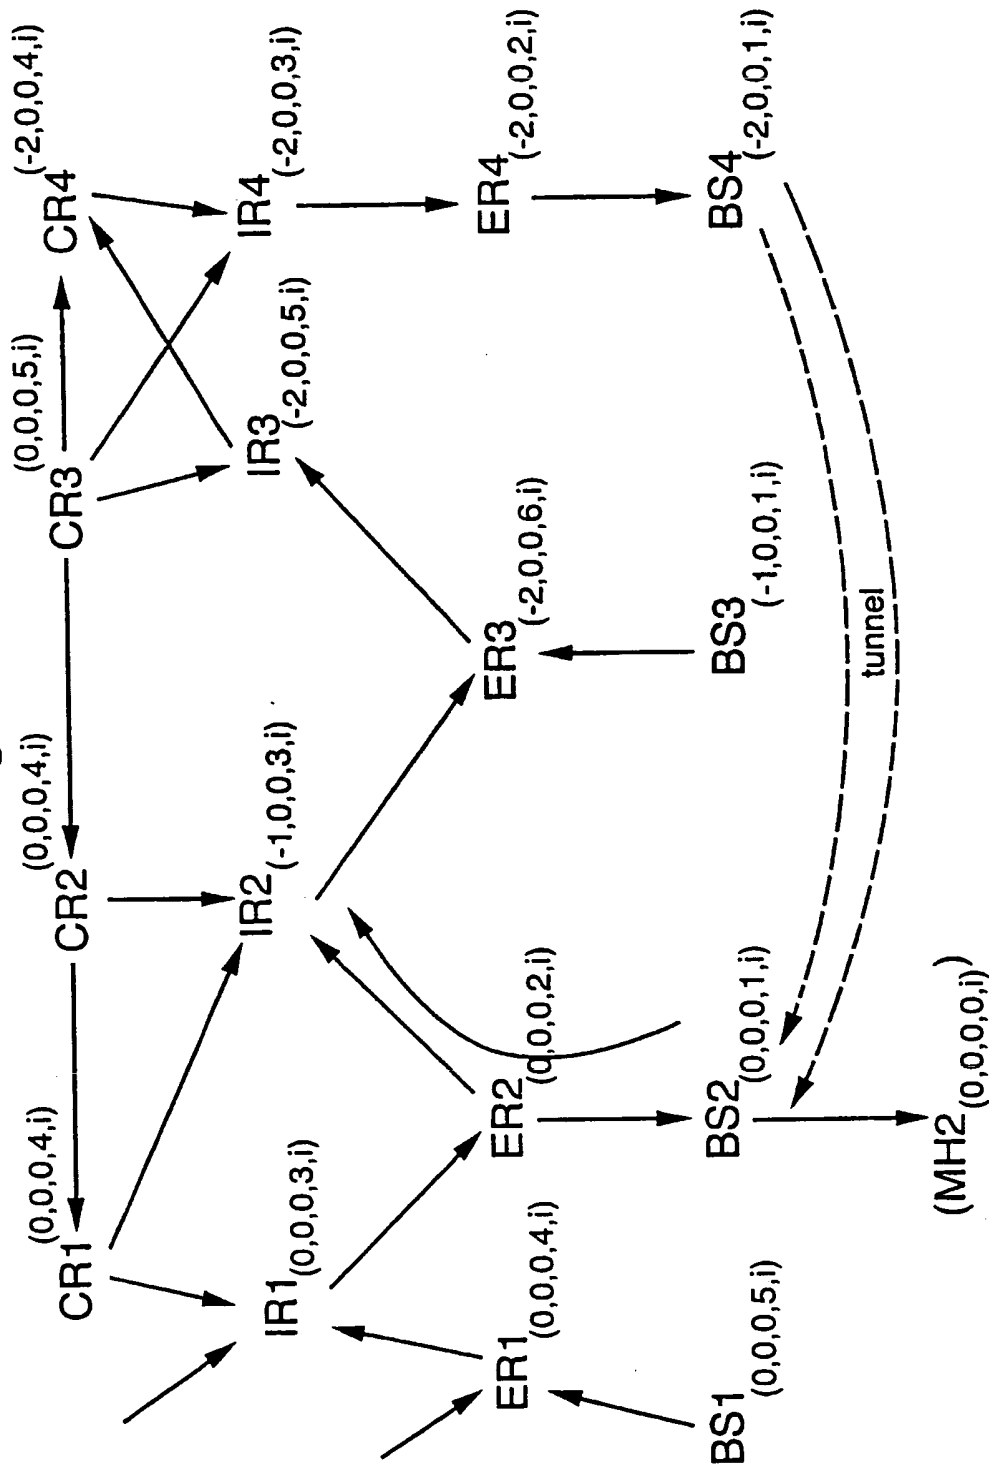 CR1 (0,0,0,4,i)
CR2 (0,0,0,4,i)
CR3 (0,0,0,5,i)
CR4 (-2,0,0,4,i)
IR1 (0,0,0,3,i)
IR2 (-1,0,0,3,i)
IR3 (-2,0,0,5,i)
IR4 (-2,0,0,3,i)
ER1 (0,0,0,4,i)
ER2 (0,0,0,2,i)
ER3 (-2,0,0,6,i)
ER4 (-2,0,0,2,i)
BS1 (0,0,0,5,i)
BS2 (0,0,0,1,i)
BS3 (-1,0,0,1,i)
BS4 (-2,0,0,1,i)
tunnel
(MH2 (0,0,0,0,i) )